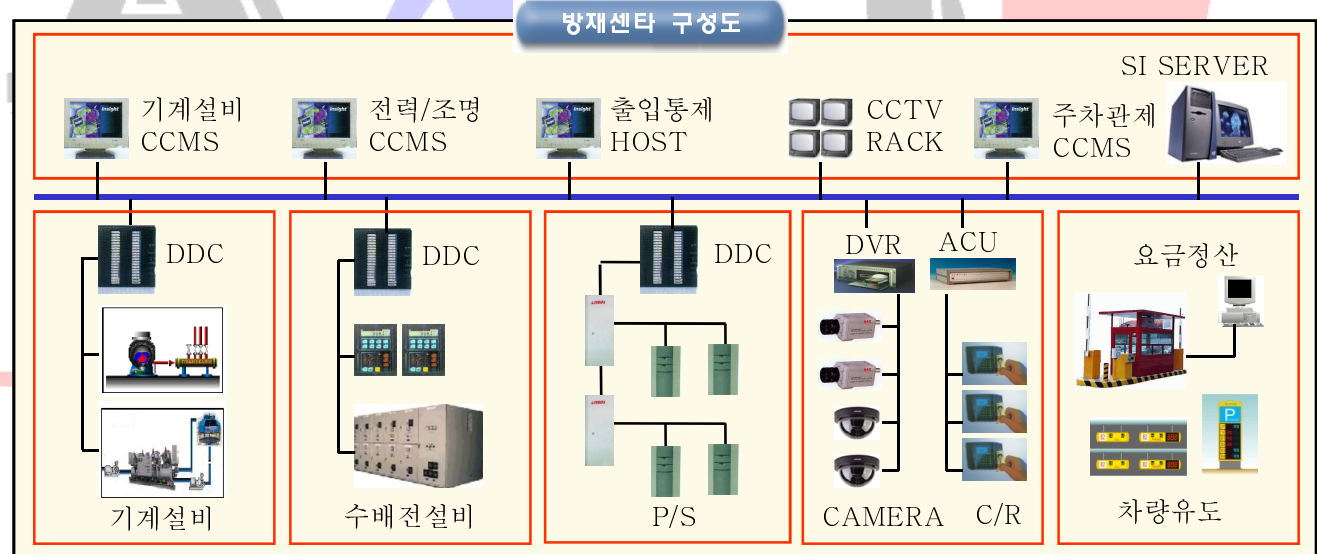 방재센타 구성도
SI SERVER
기계설비
CCMS
전력/조명
CCMS
출입통제
HOST
CCTV
RACK
주차관제
CCMS
DDC
DDC
DDC
DVR
ACU
요금정산
P
기계설비
수배전설비
P/S
CAMERA
C/R
차량유도